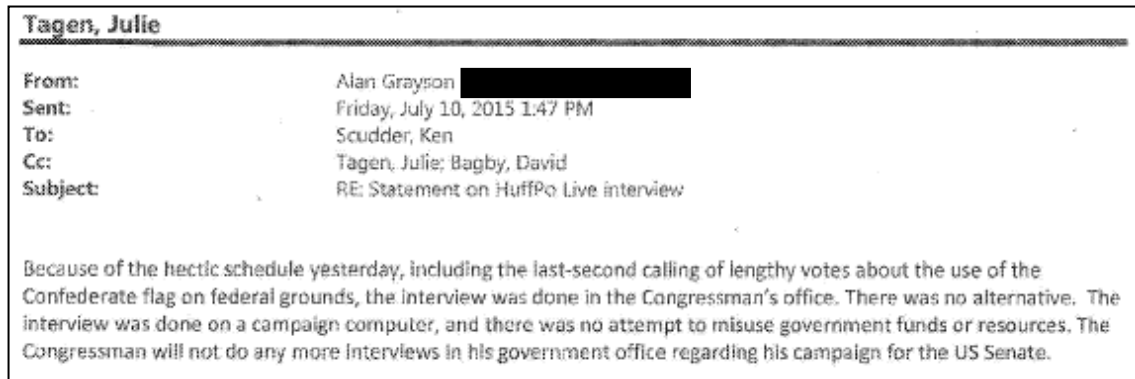 Tagen, Julie
From: Alan Grayson
Sent: Friday, July 10, 2015 1:47 PM
To: Scudder, Ken
Cc: Tagen, Julie; Bagby, David
Subject: RE: Statement on HuffPo Live interview
Because of the hectic schedule yesterday, including the last-second calling of lengthy votes about the use of the
Confederate flag on federal grounds, the interview was done in the Congressman's office. There was no alternative. The
interview was done on a campaign computer, and there was no attempt to misuse government funds or resources. The
Congressman will not do any more interviews in his government office regarding his campaign for the US Senate.